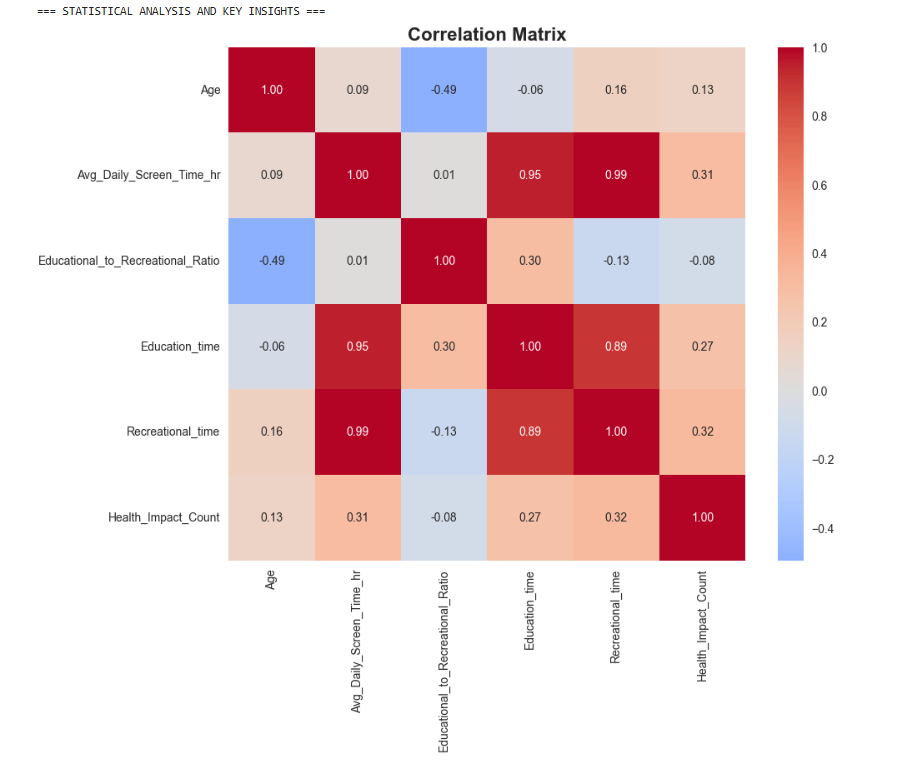 === STATISTICAL ANALYSIS AND KEY INSIGHTS ===
Correlation Matrix
Age 1.00 0.09 -0.49 -0.06 0.16 0.13
Avg_Daily_Screen_Time_hr 0.09 1.00 0.01 0.95 0.99 0.31
Educational_to_Recreational_Ratio -0.49 0.01 1.00 0.30 -0.13 -0.08
Education_time -0.06 0.95 0.30 1.00 0.89 0.27
Recreational_time 0.16 0.99 -0.13 0.89 1.00 0.32
Health_Impact_Count 0.13 0.31 -0.08 0.27 0.32 1.00
Age
Avg_Daily_Screen_Time_hr
Educational_to_Recreational_Ratio
Education_time
Recreational_time
Health_Impact_Count
1.0
0.8
0.6
0.4
0.2
0.0
−0.2
−0.4